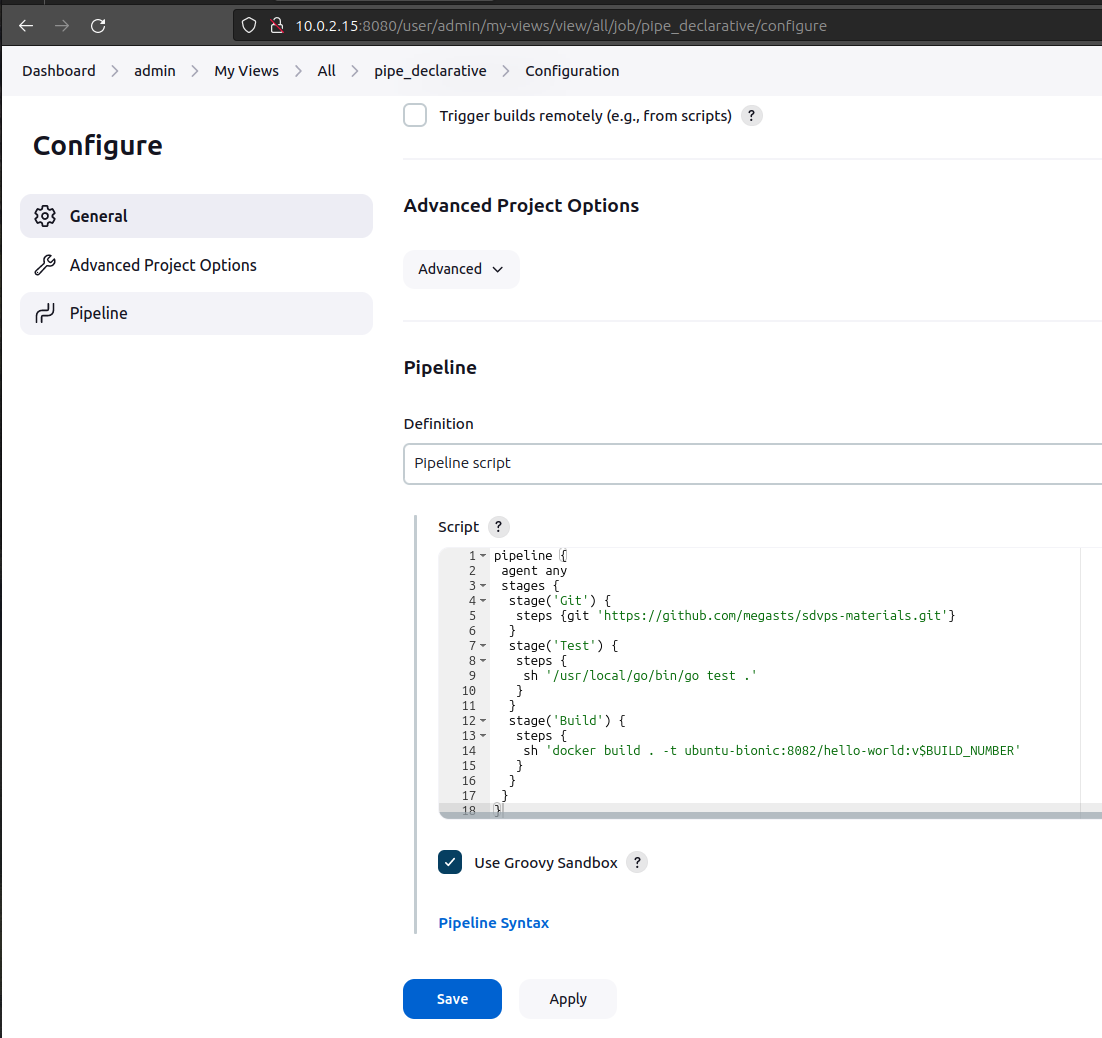 10.0.2.15:8080/user/admin/my-views/view/all/job/pipe_declarative/configure
Dashboard > admin > My Views > All > pipe_declarative > Configuration
Configure
General
Advanced Project Options
Pipeline
Trigger builds remotely (e.g., from scripts) ?
Advanced Project Options
Advanced
Pipeline
Definition
Pipeline script
Script ?
1 pipeline {
2  agent any
3  stages {
4   stage('Git') {
5    steps {git 'https://github.com/megasts/sdvps-materials.git'}
6   }
7   stage('Test') {
8    steps {
9     sh '/usr/local/go/bin/go test .'
10    }
11   }
12   stage('Build') {
13    steps {
14     sh 'docker build . -t ubuntu-bionic:8082/hello-world:v$BUILD_NUMBER'
15    }
16   }
17  }
18 }
Use Groovy Sandbox ?
Pipeline Syntax
Save
Apply